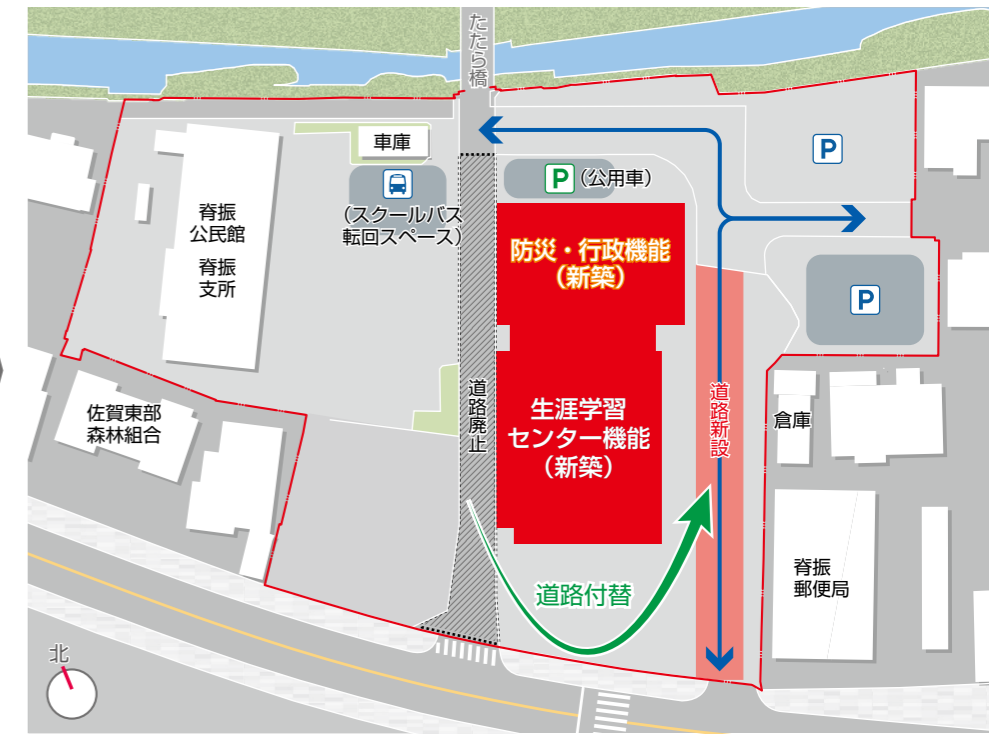 たたら橋
車庫
P
P（公用車）
（スクールバス
転回スペース）
脊振
公民館
脊振
支所
防災・行政機能
（新築）
P
道路廃止
生涯学習
センター機能
（新築）
道路新設
倉庫
佐賀東部
森林組合
道路付替
脊振
郵便局
北